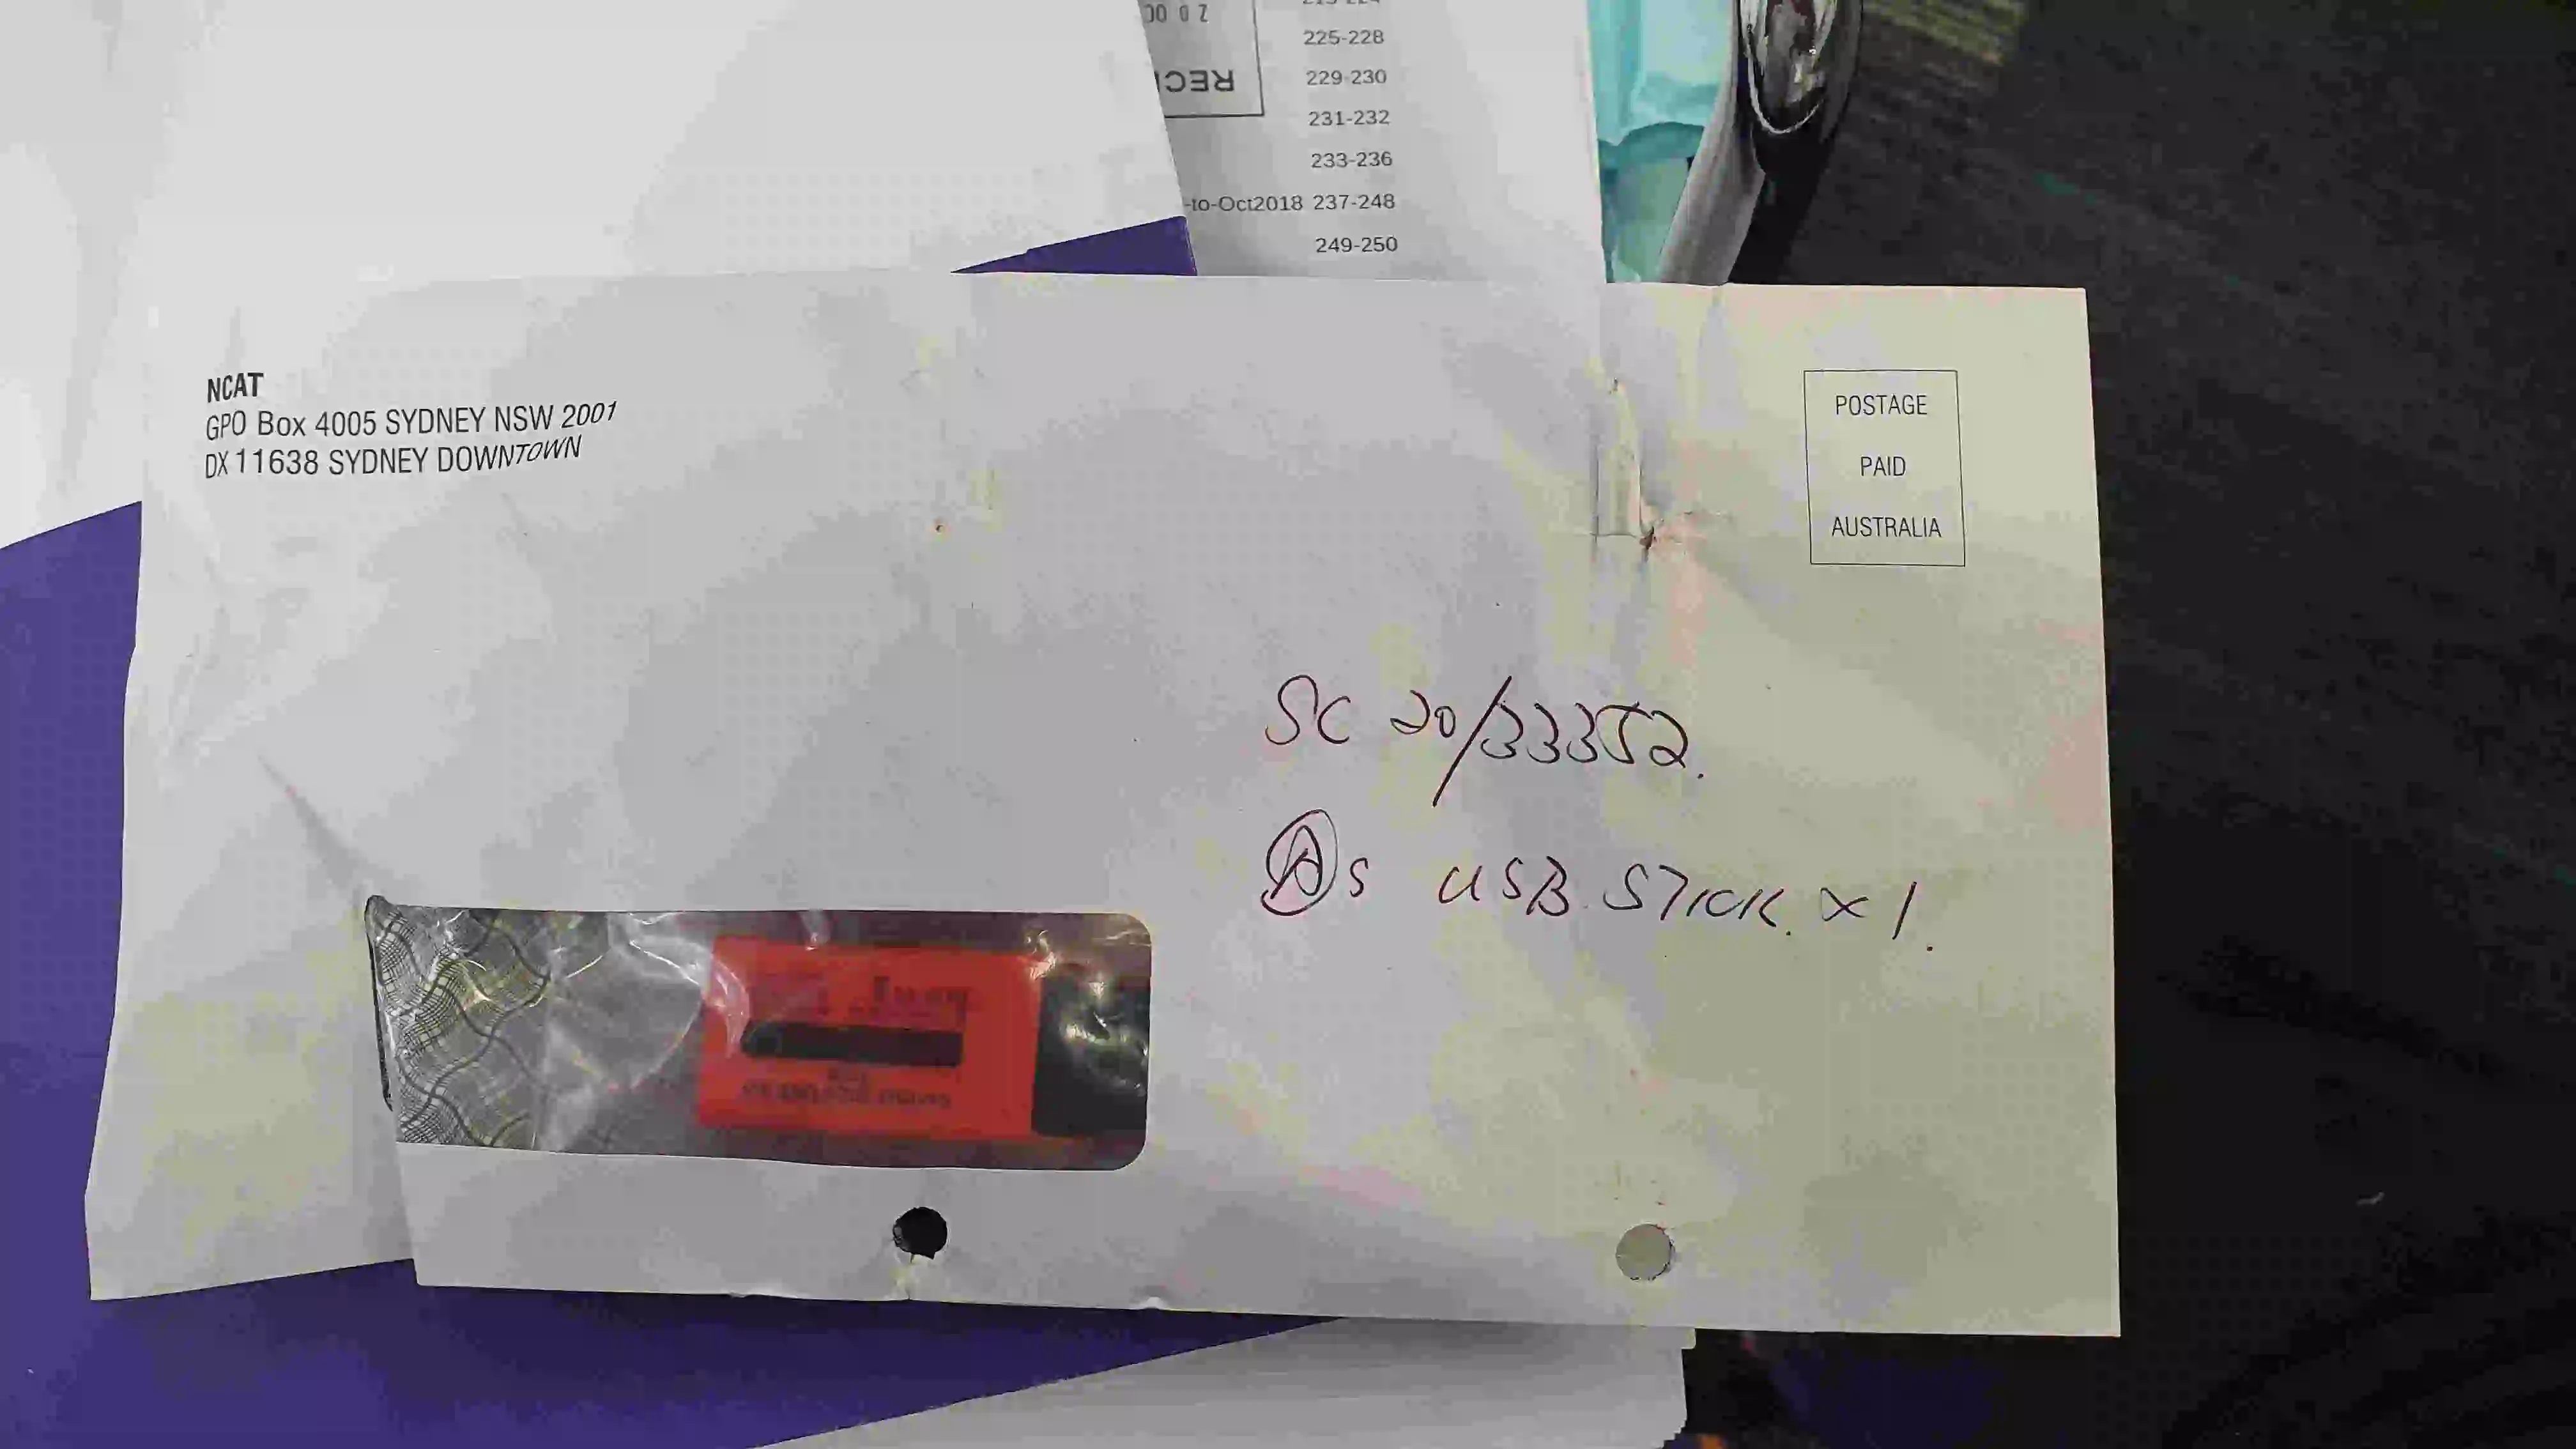 225-228
229-230
231-232
233-236
-to-Oct2018 237-248
249-250
NCAT
GPO Box 4005 SYDNEY NSW 2001
DX 11638 SYDNEY DOWNTOWN
POSTAGE
PAID
AUSTRALIA
SC 20/33352.
Ⓐs USB STICK x 1.